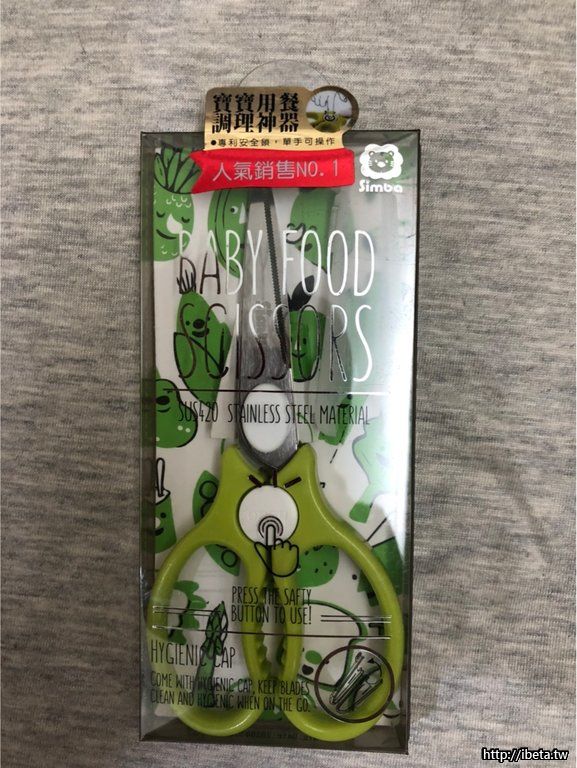 寶寶用餐
調理神器
●專利安全鎖，單手可操作
人氣銷售NO.1
Simba
BABY FOOD
SCISSORS
SUS420 STAINLESS STEEL MATERIAL
PRESS THE SAFTY
BUTTON TO USE!
HYGIENIC CAP
COME WITH HYGIENIC CAP, KEEP BLADES
CLEAN AND HYGIENIC WHEN ON THE GO.
http://ibeta.tw